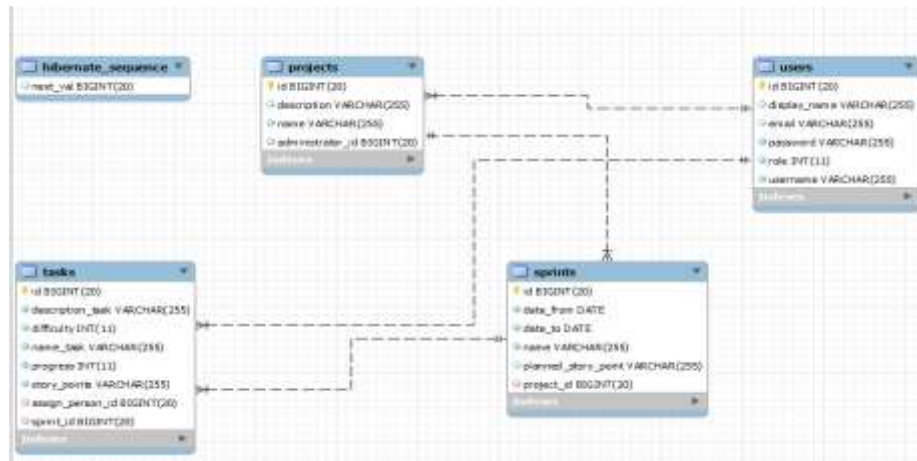 hibernate_sequence
next_val BIGINT(20)
projects
id BIGINT(20)
description VARCHAR(255)
name VARCHAR(255)
administrator_id BIGINT(20)
Indexes
users
id BIGINT(20)
display_name VARCHAR(255)
email VARCHAR(255)
password VARCHAR(255)
role INT(11)
username VARCHAR(255)
Indexes
tasks
id BIGINT(20)
description_task VARCHAR(255)
difficulty INT(11)
name_task VARCHAR(255)
progress INT(11)
story_points VARCHAR(255)
assign_person_id BIGINT(20)
sprint_id BIGINT(20)
Indexes
sprints
id BIGINT(20)
date_from DATE
date_to DATE
name VARCHAR(255)
planned_story_point VARCHAR(255)
project_id BIGINT(20)
Indexes